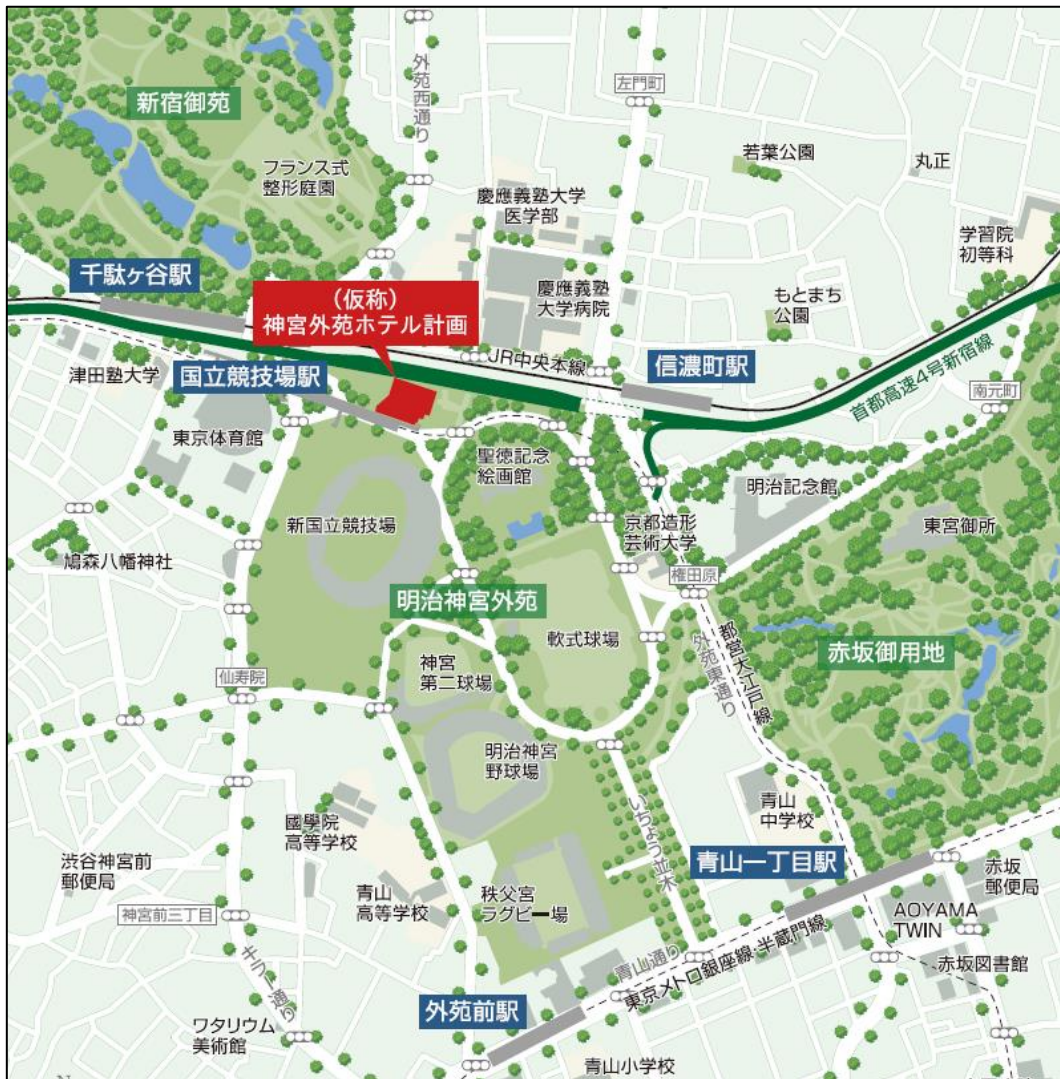 外苑西通り
左門町
新宿御苑
若葉公園
丸正
フランス式
整形庭園
慶應義塾大学
医学部
学習院
初等科
千駄ヶ谷駅
(仮称)
神宮外苑ホテル計画
慶應義塾
大学病院
もとまち
公園
JR中央本線
信濃町駅
津田塾大学
国立競技場駅
首都高速4号新宿線
南元町
東京体育館
聖徳記念
絵画館
明治記念館
新国立競技場
京都造形
芸術大学
東宮御所
鳩森八幡神社
権田原
明治神宮外苑
軟式球場
外苑東通り
都営大江戸線
赤坂御用地
仙寿院
神宮
第二球場
明治神宮
野球場
いちょう並木
青山
中学校
國學院
高等学校
青山一丁目駅
渋谷神宮前
郵便局
青山
高等学校
秩父宮
ラグビー場
赤坂
郵便局
神宮前三丁目
AOYAMA
TWIN
キラー通り
青山通り
東京メトロ銀座線・半蔵門線
赤坂図書館
外苑前駅
ワタリウム
美術館
青山小学校